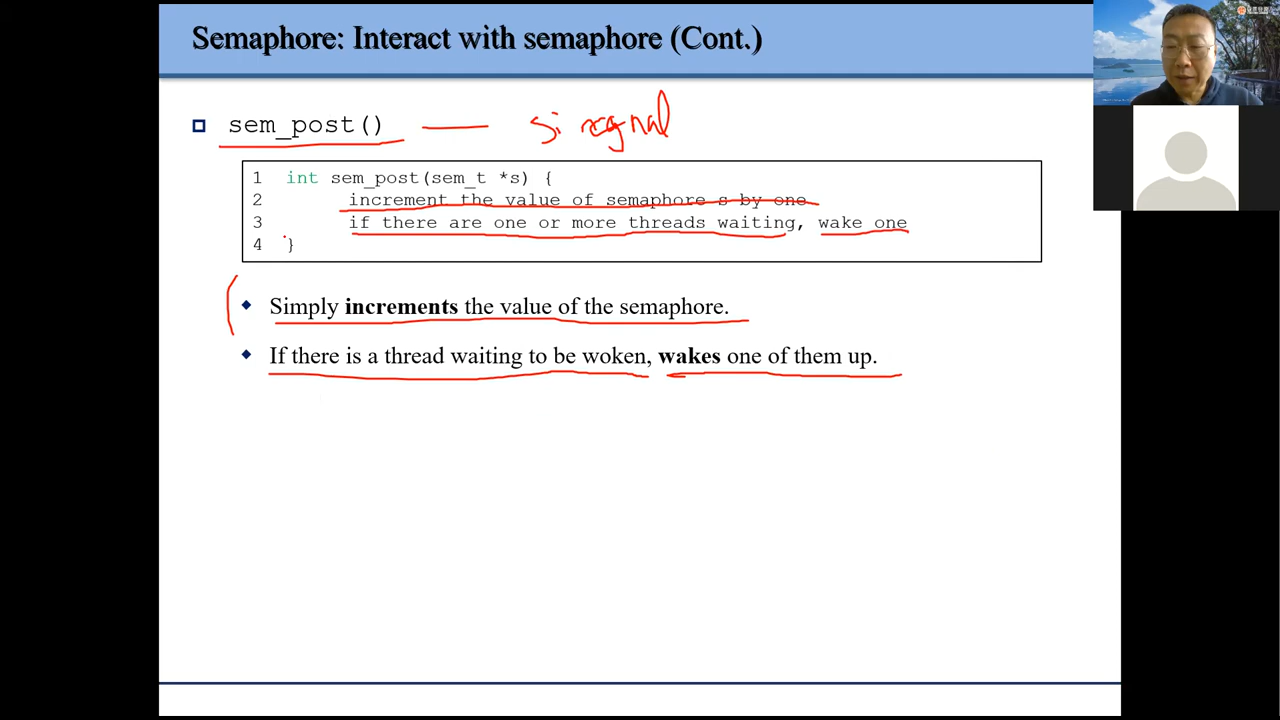 Semaphore: Interact with semaphore (Cont.)
sem_post() — signal
1 int sem_post(sem_t *s) {
2 increment the value of semaphore s by one
3 if there are one or more threads waiting, wake one
4 }
Simply increments the value of the semaphore.
If there is a thread waiting to be woken, wakes one of them up.